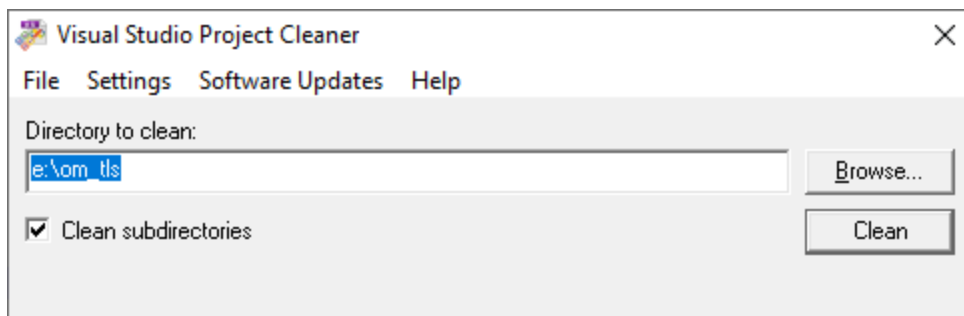 Visual Studio Project Cleaner
File Settings Software Updates Help
Directory to clean:
e:\om_tls
Browse...
Clean subdirectories
Clean